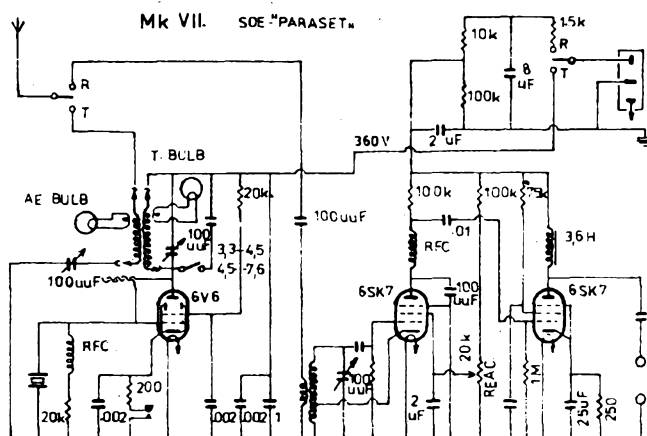 Mk VII. SOE-"PARASET"
R
T
10k
1.5k
R
T
8
uF
100k
2 uF
360V
T. BULB
AE BULB
20k
100uuF
100
uuF
3,3-4,5
4,5-7,6
100k
100k
75k
.01
RFC
3,6H
100uuF
6V6
6SK7
100
uuF
6SK7
RFC
20k
REAC.
100
uuF
1M
200
20k
.002
.002
.002
.1
2
uF
25uF
250